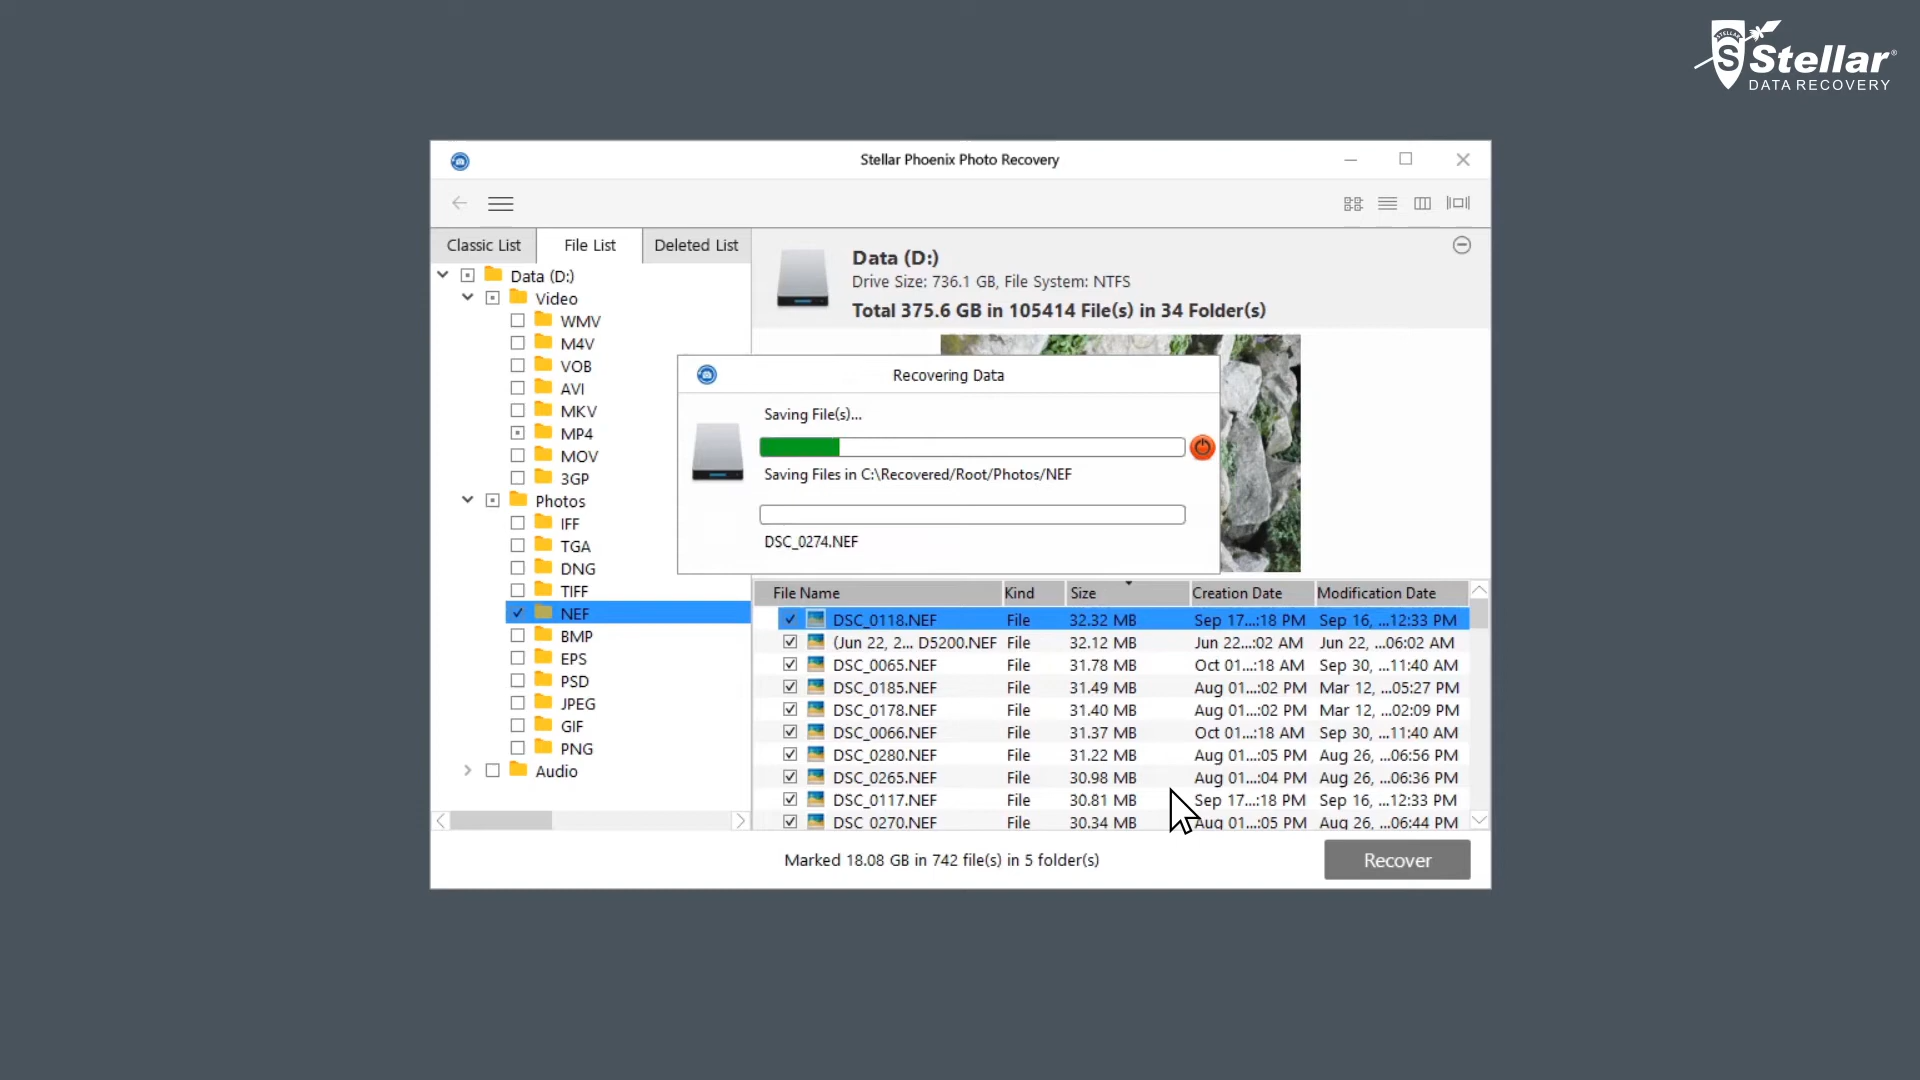 Stellar®
DATA RECOVERY
Stellar Phoenix Photo Recovery
Classic List
File List
Deleted List
Data (D:)
Video
WMV
M4V
VOB
AVI
MKV
MP4
MOV
3GP
Photos
IFF
TGA
DNG
TIFF
NEF
BMP
EPS
PSD
JPEG
GIF
PNG
Audio
Data (D:)
Drive Size: 736.1 GB, File System: NTFS
Total 375.6 GB in 105414 File(s) in 34 Folder(s)
Recovering Data
Saving File(s)...
Saving Files in C:\Recovered/Root/Photos/NEF
DSC_0274.NEF
File Name Kind Size Creation Date Modification Date
DSC_0118.NEF File 32.32 MB Sep 17...:18 PM Sep 16, ...12:33 PM
(Jun 22, 2... D5200.NEF File 32.12 MB Jun 22...:02 AM Jun 22, ...06:02 AM
DSC_0065.NEF File 31.78 MB Oct 01...:18 AM Sep 30, ...11:40 AM
DSC_0185.NEF File 31.49 MB Aug 01...:02 PM Mar 12, ...05:27 PM
DSC_0178.NEF File 31.40 MB Aug 01...:02 PM Mar 12, ...02:09 PM
DSC_0066.NEF File 31.37 MB Oct 01...:18 AM Sep 30, ...11:40 AM
DSC_0280.NEF File 31.22 MB Aug 01...:05 PM Aug 26, ...06:56 PM
DSC_0265.NEF File 30.98 MB Aug 01...:04 PM Aug 26, ...06:36 PM
DSC_0117.NEF File 30.81 MB Sep 17...:18 PM Sep 16, ...12:33 PM
DSC_0270.NEF File 30.34 MB Aug 01...:05 PM Aug 26, ...06:44 PM
Marked 18.08 GB in 742 file(s) in 5 folder(s)
Recover